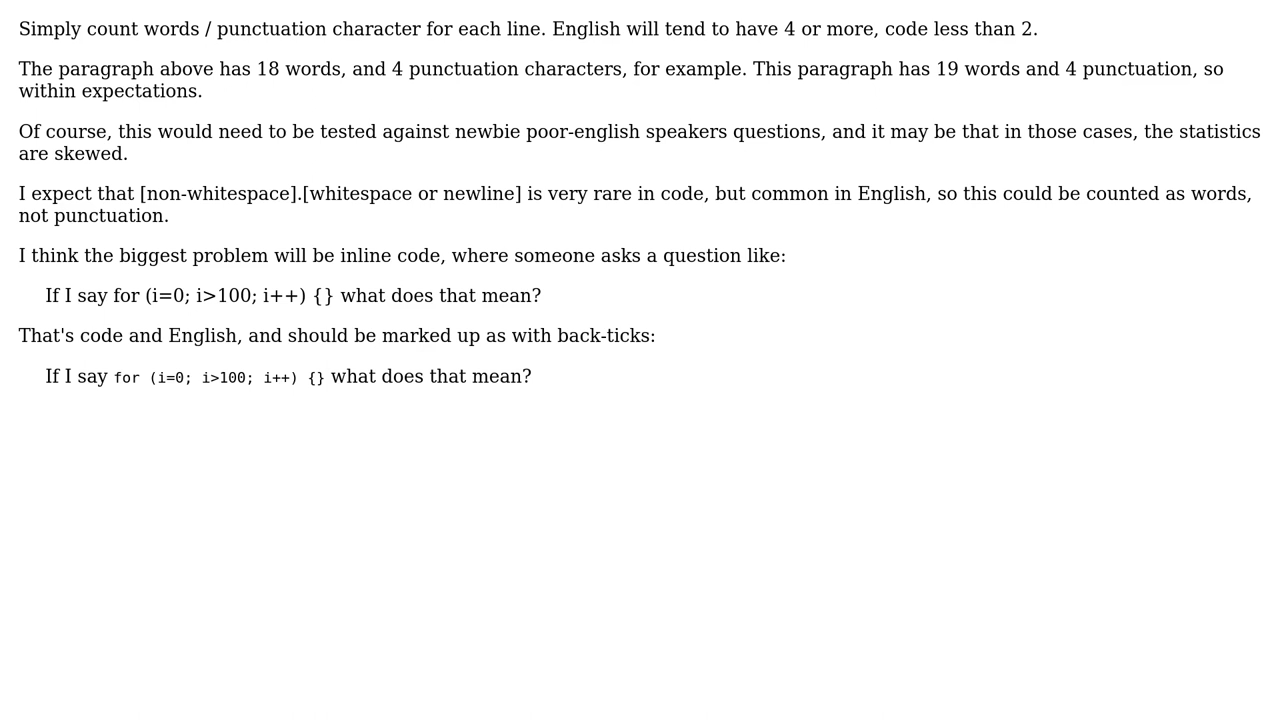 Simply count words / punctuation character for each line. English will tend to have 4 or more, code less than 2.
The paragraph above has 18 words, and 4 punctuation characters, for example. This paragraph has 19 words and 4 punctuation, so
within expectations.
Of course, this would need to be tested against newbie poor-english speakers questions, and it may be that in those cases, the statistics
are skewed.
I expect that [non-whitespace].[whitespace or newline] is very rare in code, but common in English, so this could be counted as words,
not punctuation.
I think the biggest problem will be inline code, where someone asks a question like:
If I say for (i=0; i>100; i++) {} what does that mean?
That's code and English, and should be marked up as with back-ticks:
If I say for (i=0; i>100; i++) {} what does that mean?